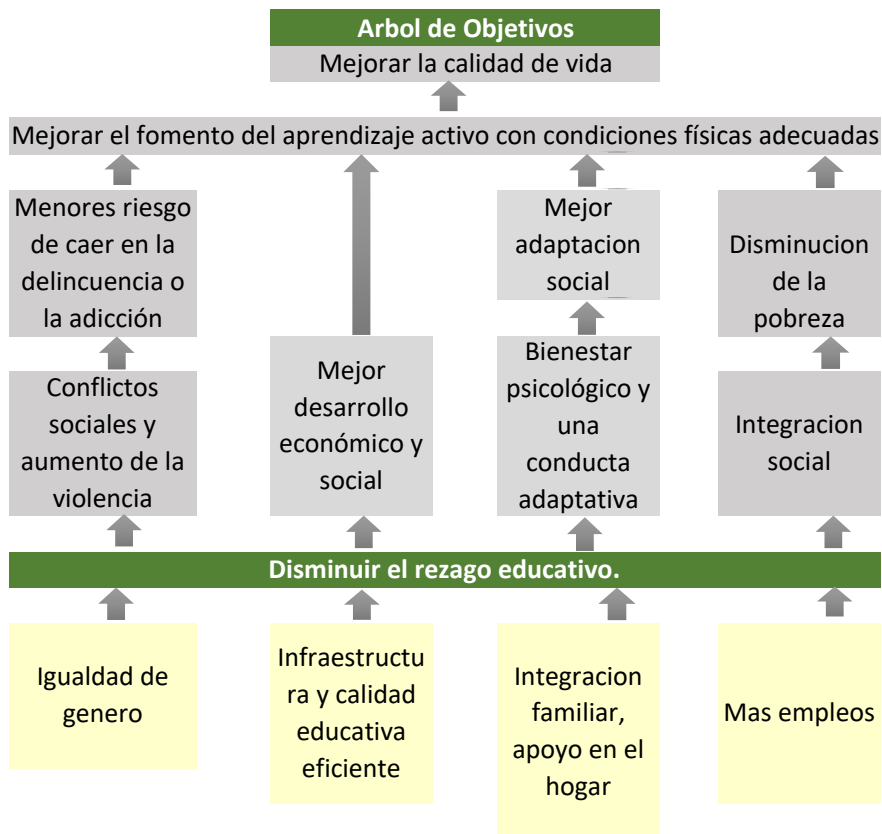 Arbol de Objetivos
Mejorar la calidad de vida
Mejorar el fomento del aprendizaje activo con condiciones físicas adecuadas
Menores riesgo
de caer en la
delincuencia o
la adicción
Mejor
adaptacion
social
Disminucion
de la
pobreza
Conflictos
sociales y
aumento de la
violencia
Mejor
desarrollo
económico y
social
Bienestar
psicológico y
una
conducta
adaptativa
Integracion
social
Disminuir el rezago educativo.
Igualdad de
genero
Infraestructu
ra y calidad
educativa
eficiente
Integracion
familiar,
apoyo en el
hogar
Mas empleos